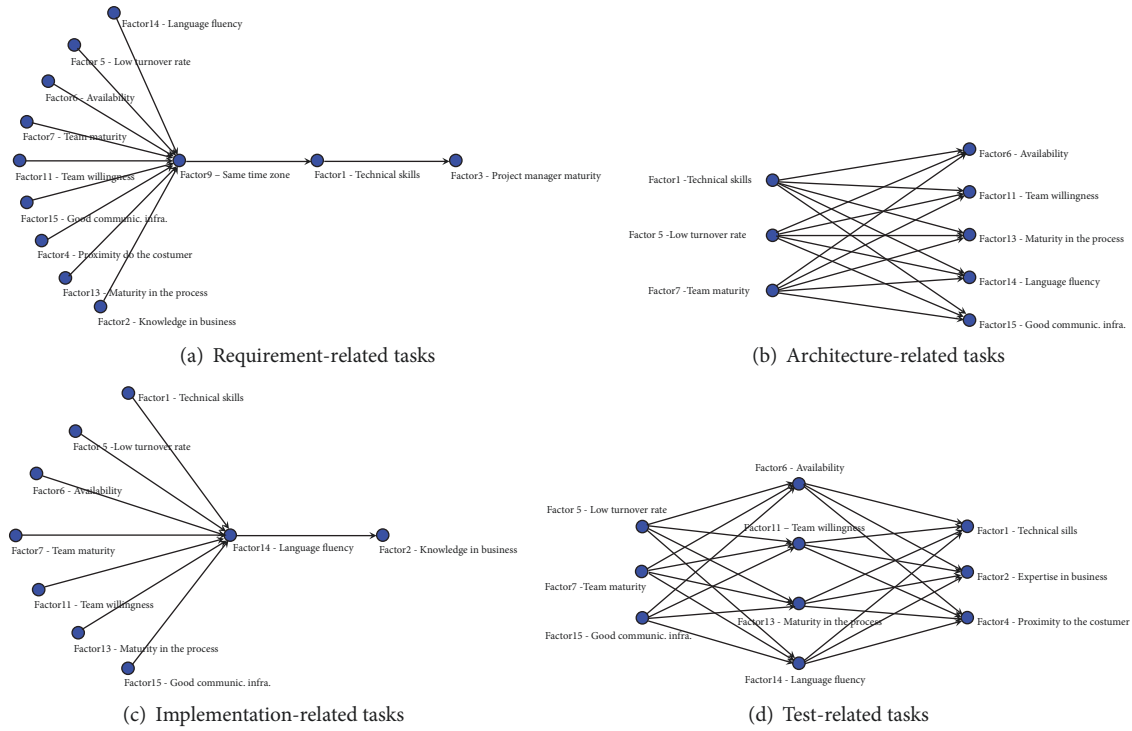 Factor14 - Language fluency
Factor 5 - Low turnover rate
Factor6 - Availability
Factor7 - Team maturity
Factor11 - Team willingness
Factor9 – Same time zone
Factor1 - Technical skills
Factor3 - Project manager maturity
Factor15 - Good communic. infra.
Factor4 - Proximity do the costumer
Factor13 - Maturity in the process
Factor2 - Knowledge in business
(a) Requirement-related tasks
Factor6 - Availability
Factor1 -Technical skills
Factor11 - Team willingness
Factor 5 -Low turnover rate
Factor13 - Maturity in the process
Factor14 - Language fluency
Factor7 -Team maturity
Factor15 - Good communic. infra.
(b) Architecture-related tasks
Factor1 - Technical skills
Factor 5 -Low turnover rate
Factor6 - Availability
Factor7 - Team maturity
Factor14 - Language fluency
Factor2 - Knowledge in business
Factor11 - Team willingness
Factor13 - Maturity in the process
Factor15 - Good communic. infra.
(c) Implementation-related tasks
Factor6 - Availability
Factor 5 - Low turnover rate
Factor11 – Team willingness
Factor1 - Technical sills
Factor7 -Team maturity
Factor2 - Expertise in business
Factor13 - Maturity in the process
Factor4 - Proximity to the costumer
Factor15 - Good communic. infra.
Factor14 - Language fluency
(d) Test-related tasks